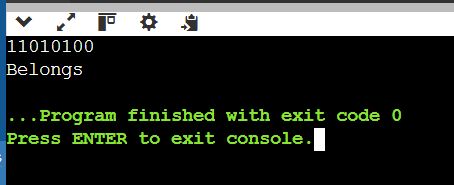 11010100
Belongs
...Program finished with exit code 0
Press ENTER to exit console.